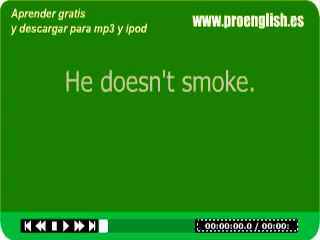 Aprender gratis
y descargar para mp3 y ipod
www.proenglish.es
He doesn't smoke.
00:00:00.0 / 00:00: